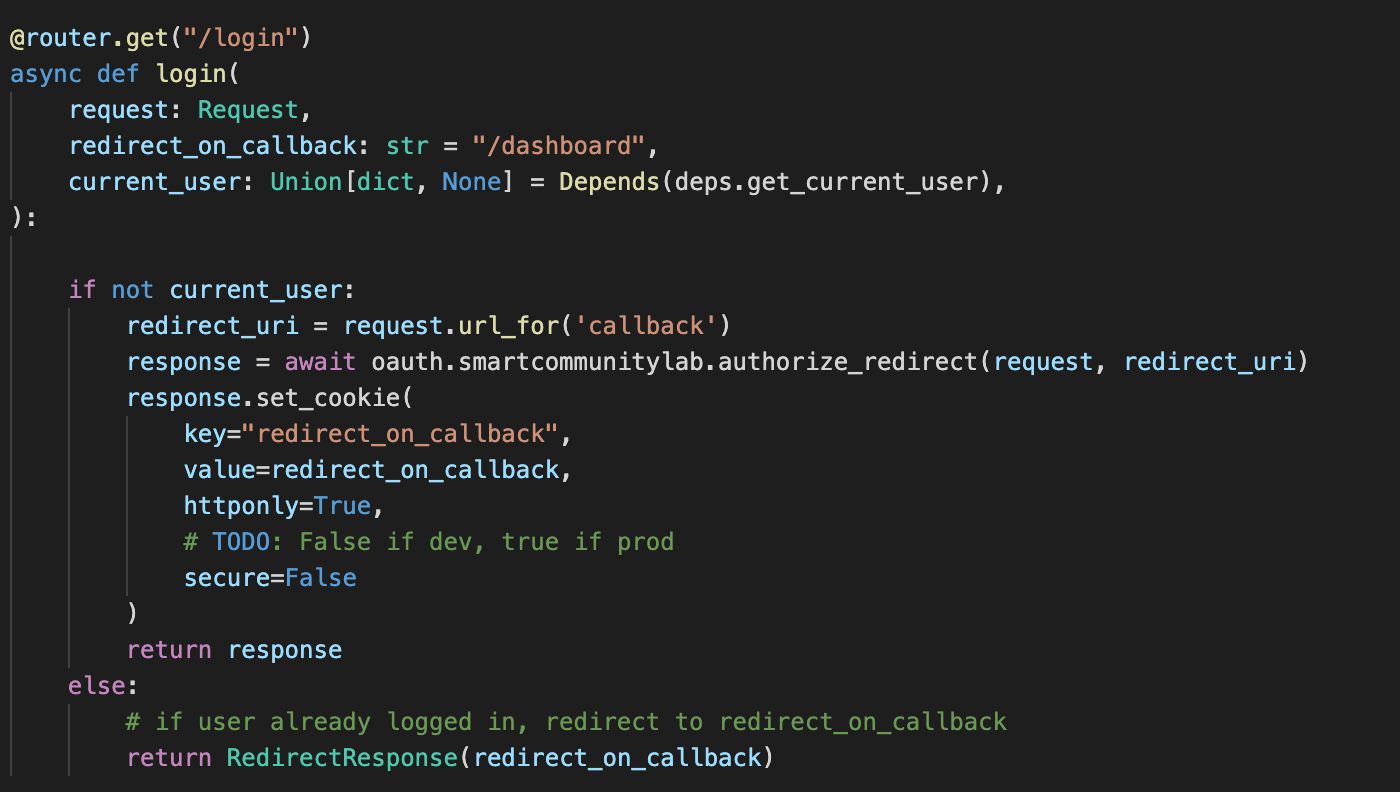 @router.get("/login")
async def login(
    request: Request,
    redirect_on_callback: str = "/dashboard",
    current_user: Union[dict, None] = Depends(deps.get_current_user),
):
    if not current_user:
        redirect_uri = request.url_for('callback')
        response = await oauth.smartcommunitylab.authorize_redirect(request, redirect_uri)
        response.set_cookie(
            key="redirect_on_callback",
            value=redirect_on_callback,
            httponly=True,
            # TODO: False if dev, true if prod
            secure=False
        )
        return response
    else:
        # if user already logged in, redirect to redirect_on_callback
        return RedirectResponse(redirect_on_callback)